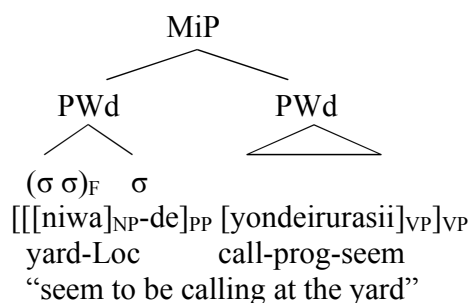 MiP
PWd PWd
(σ σ)F σ
[[[niwa]NP-de]PP [yondeirurasii]VP]VP
yard-Loc call-prog-seem
“seem to be calling at the yard”